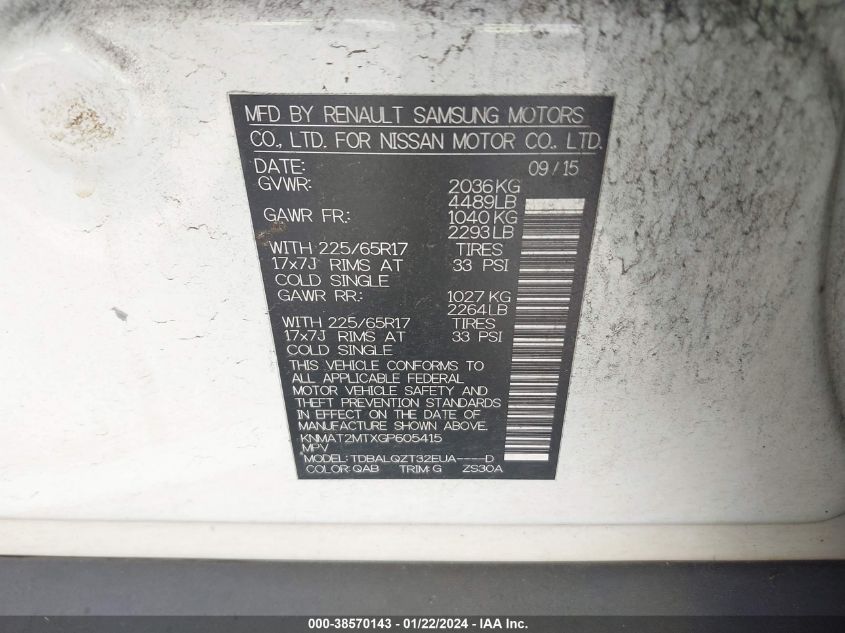 MFD BY RENAULT SAMSUNG MOTORS
CO., LTD. FOR NISSAN MOTOR CO., LTD.
DATE: 09/15
GVWR: 2036KG
4489LB
GAWR FR.: 1040KG
2293LB
WITH 225/65R17 TIRES
17x7J RIMS AT 33 PSI
COLD SINGLE
GAWR RR.: 1027KG
2264LB
WITH 225/65R17 TIRES
17x7J RIMS AT 33 PSI
COLD SINGLE
THIS VEHICLE CONFORMS TO
ALL APPLICABLE FEDERAL
MOTOR VEHICLE SAFETY AND
THEFT PREVENTION STANDARDS
IN EFFECT ON THE DATE OF
MANUFACTURE SHOWN ABOVE.
KNMAT2MTXGP605415
MPV
MODEL: TDBALQZT32EUA----D
COLOR: QAB TRIM: G ZS30A
000-38570143 - 01/22/2024 - IAA Inc.